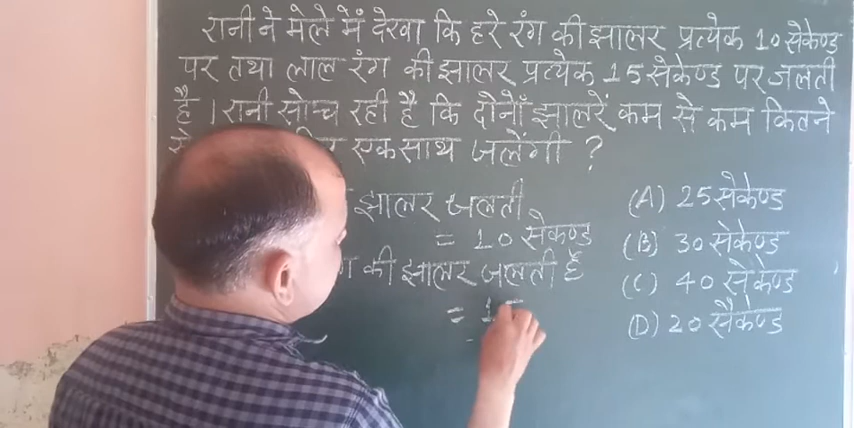 रानी ने मेले में देखा कि हरे रंग की झालर प्रत्येक 10 सेकेण्ड
पर तथा लाल रंग की झालर प्रत्येक 15 सेकेण्ड पर जलती
है । रानी सोच रही है कि दोनों झालरें कम से कम कितने
एक साथ जलेंगी ?
झालर जलती
= 10 सेकेण्ड
की झालर जलती है
=
(A) 25 सेकेण्ड
(B) 30 सेकेण्ड
(C) 40 सेकेण्ड
(D) 20 सेकेण्ड